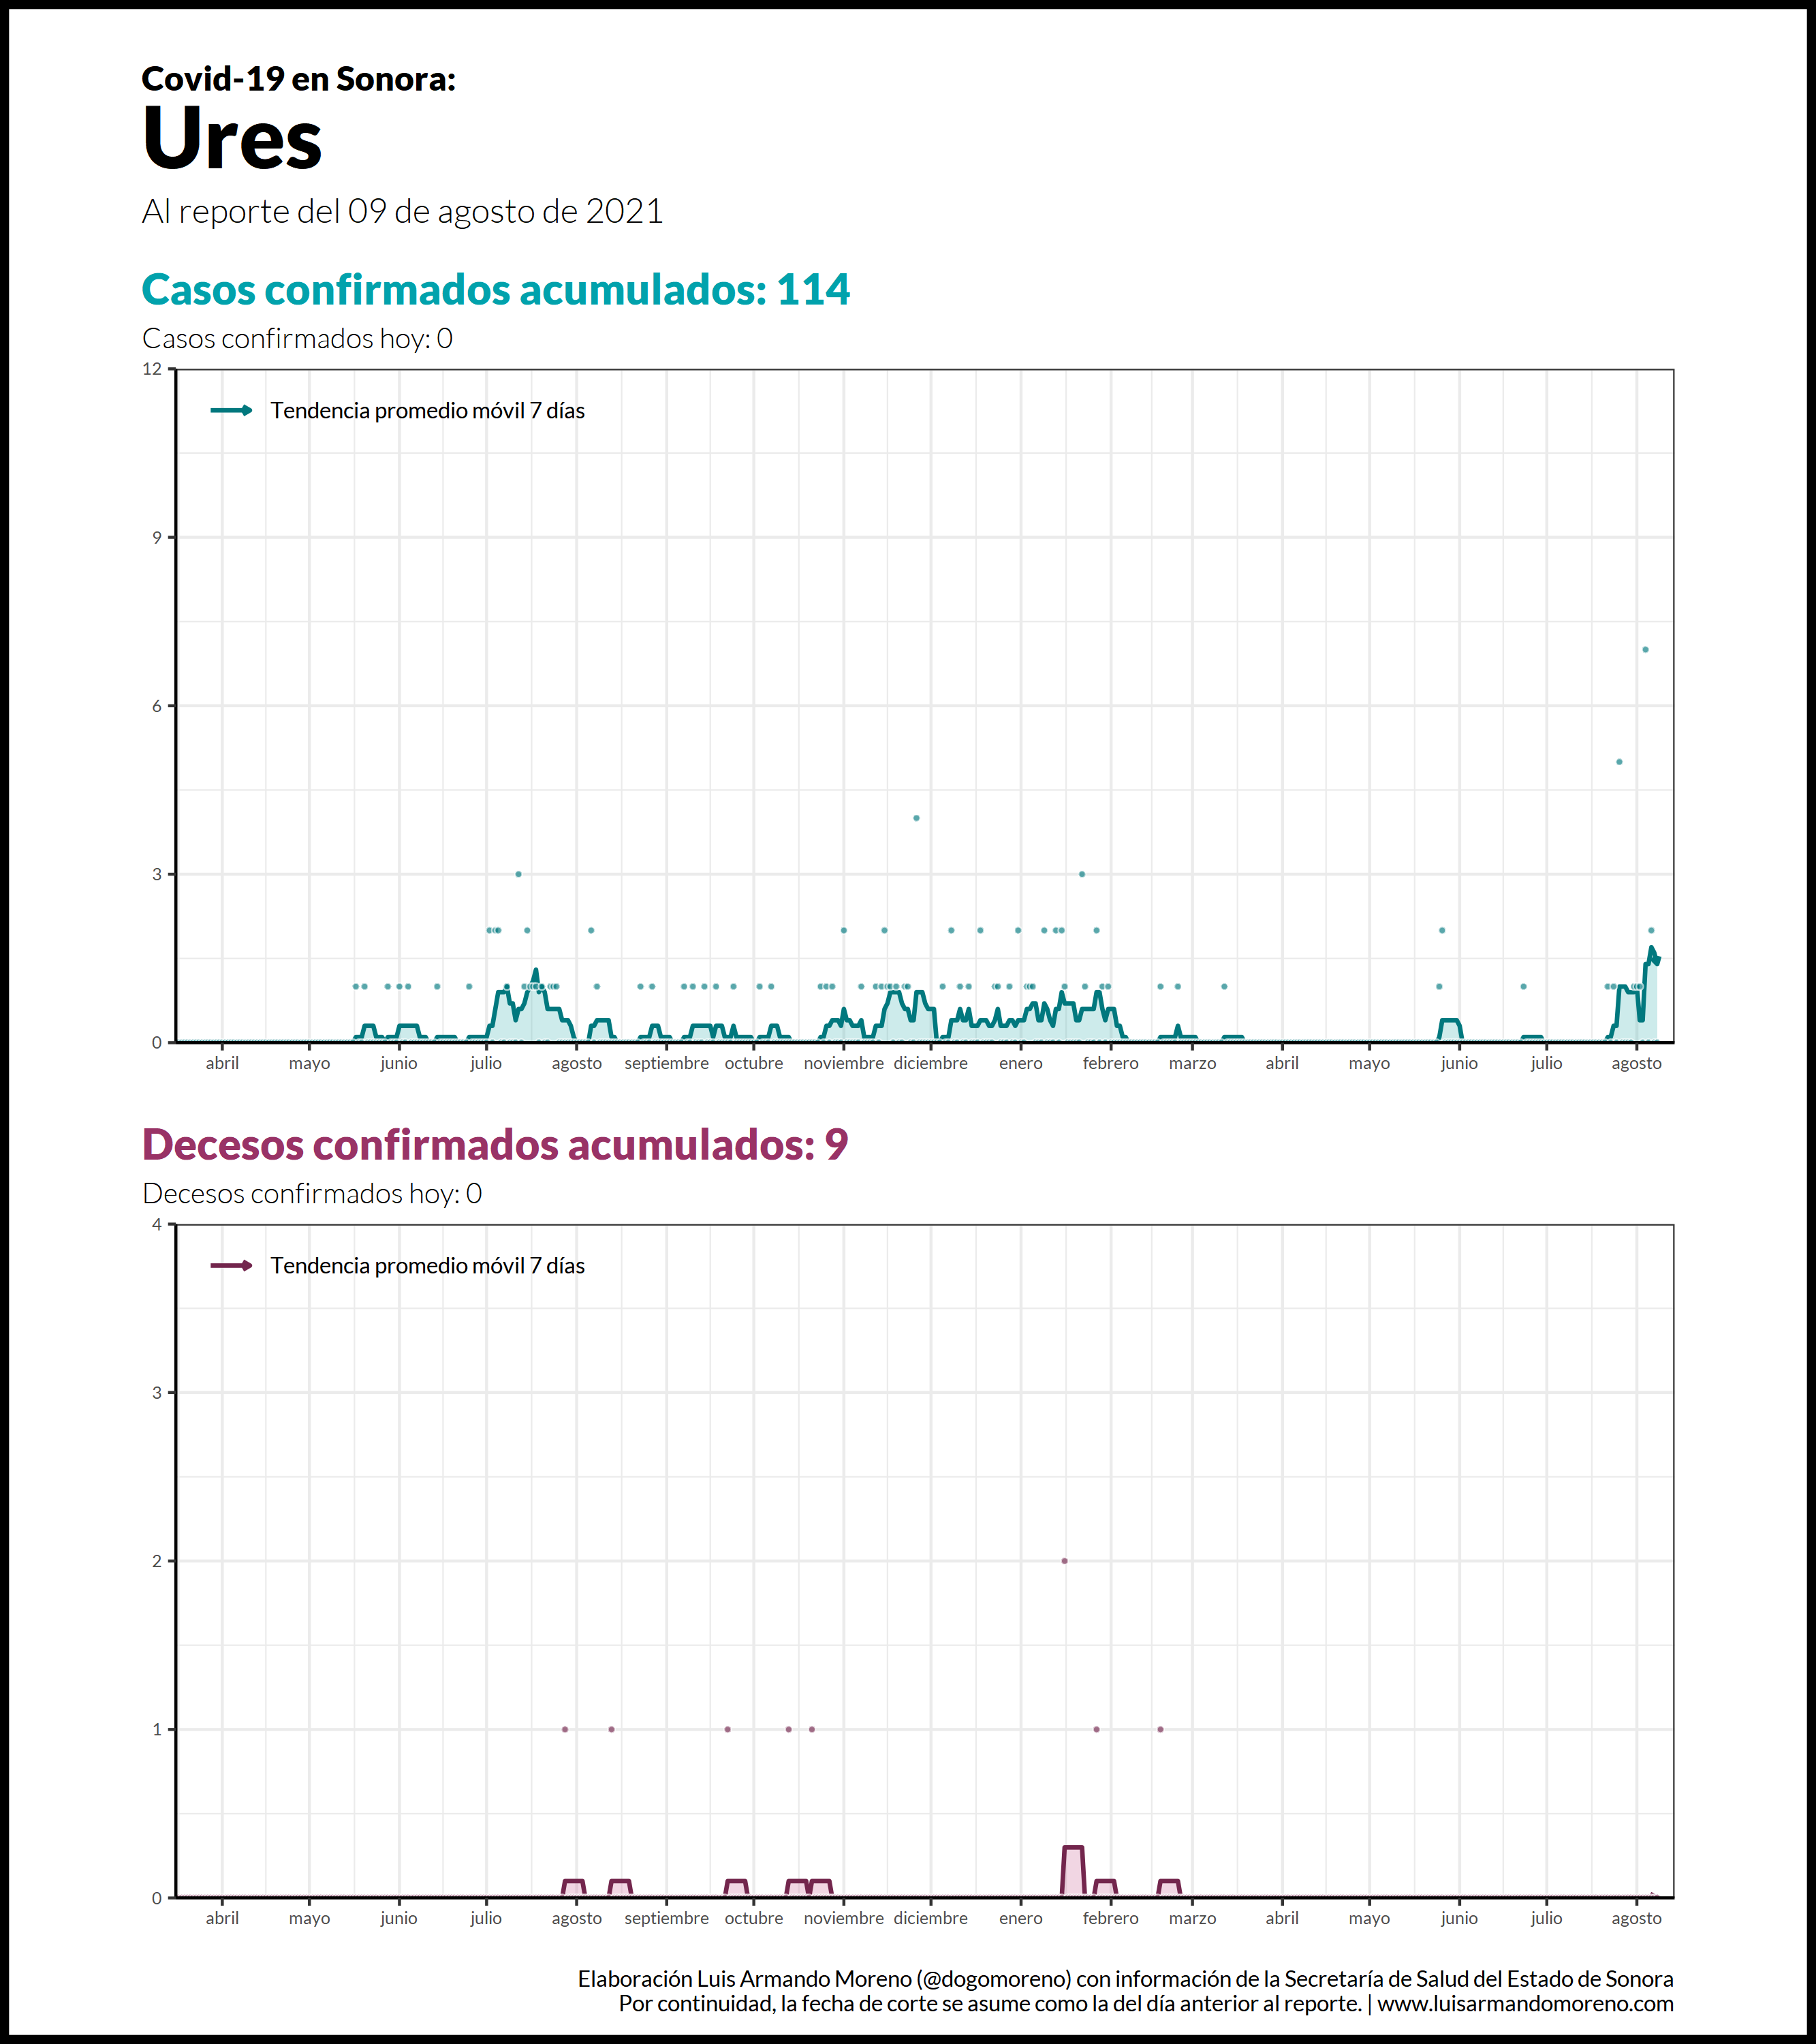 Covid-19 en Sonora:
Ures
Al reporte del 09 de agosto de 2021
Casos confirmados acumulados: 114
Casos confirmados hoy: 0
12
Tendencia promedio móvil 7 días
9
6
3
0
abril mayo junio julio agosto septiembre octubre noviembre diciembre enero febrero marzo abril mayo junio julio agosto
Decesos confirmados acumulados: 9
Decesos confirmados hoy: 0
4
Tendencia promedio móvil 7 días
3
2
1
0
abril mayo junio julio agosto septiembre octubre noviembre diciembre enero febrero marzo abril mayo junio julio agosto
Elaboración Luis Armando Moreno (@dogomoreno) con información de la Secretaría de Salud del Estado de Sonora
Por continuidad, la fecha de corte se asume como la del día anterior al reporte. | www.luisarmandomoreno.com